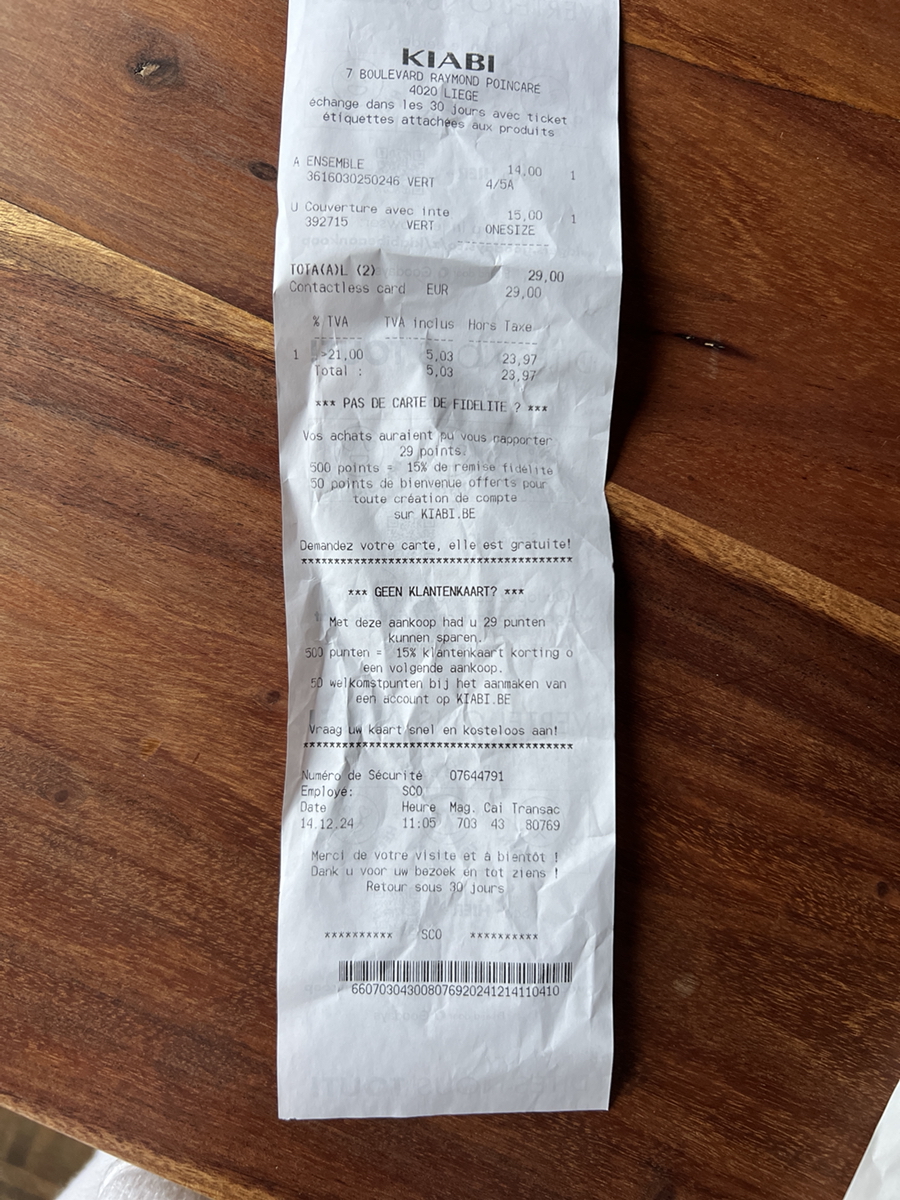 KIABI
7 BOULEVARD RAYMOND POINCARE
4020 LIEGE
échange dans les 30 jours avec ticket
étiquettes attachées aux produits
A ENSEMBLE 14,00 1
3616030250246 VERT 4/5A
U Couverture avec inte 15,00 1
392715 VERT ONESIZE
TOTA(A)L (2) 29,00
Contactless card EUR 29,00
% TVA TVA inclus Hors Taxe
1 >21,00 5,03 23,97
Total : 5,03 23,97
*** PAS DE CARTE DE FIDELITE ? ***
Vos achats auraient pu vous rapporter
29 points.
500 points = 15% de remise fidélité
50 points de bienvenue offerts pour
toute création de compte
sur KIABI.BE
Demandez votre carte, elle est gratuite!
*****************************************
*** GEEN KLANTENKAART? ***
Met deze aankoop had u 29 punten
kunnen sparen.
500 punten = 15% klantenkaart korting o
een volgende aankoop.
50 welkomstpunten bij het aanmaken van
een account op KIABI.BE
Vraag uw kaart snel en kosteloos aan!
*****************************************
Numéro de Sécurité 07644791
Employé: SCO
Date Heure Mag. Cai Transac
14.12.24 11:05 703 43 80769
Merci de votre visite et à bientôt !
Dank u voor uw bezoek en tot ziens !
Retour sous 30 jours
********** SCO **********
66070304300807692024121411​0410